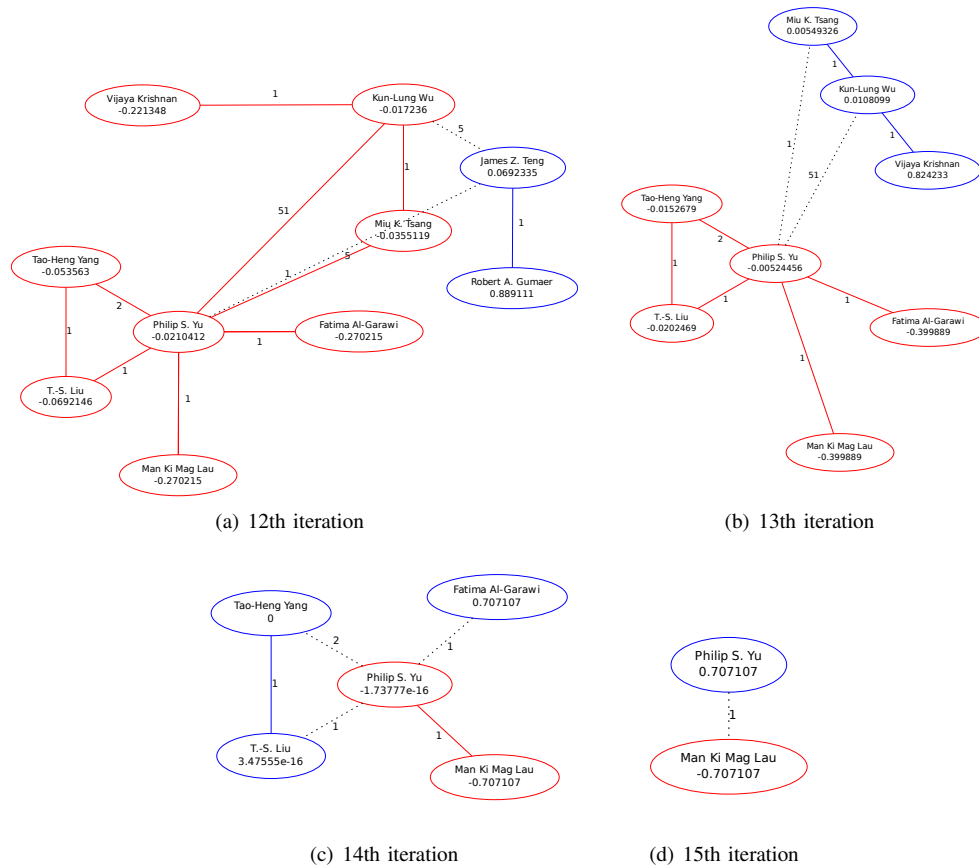 Vijaya Krishnan
-0.221348
1
Kun-Lung Wu
-0.017236
5
James Z. Teng
0.0692335
51
1
Miu K. Tsang
-0.0355119
1
Tao-Heng Yang
-0.053563
1
5
Robert A. Gumaer
0.889111
2
Philip S. Yu
-0.0210412
Fatima Al-Garawi
-0.270215
1
1
1
T.-S. Liu
-0.0692146
1
Man Ki Mag Lau
-0.270215
(a) 12th iteration
Miu K. Tsang
0.00549326
1
Kun-Lung Wu
0.0108099
1
1
Vijaya Krishnan
0.824233
51
Tao-Heng Yang
-0.0152679
2
Philip S. Yu
-0.00524456
1
1
1
T.-S. Liu
-0.0202469
Fatima Al-Garawi
-0.399889
1
Man Ki Mag Lau
-0.399889
(b) 13th iteration
Fatima Al-Garawi
0.707107
Tao-Heng Yang
0
2
1
Philip S. Yu
-1.73777e-16
1
1
1
T.-S. Liu
3.47555e-16
Man Ki Mag Lau
-0.707107
(c) 14th iteration
Philip S. Yu
0.707107
1
Man Ki Mag Lau
-0.707107
(d) 15th iteration